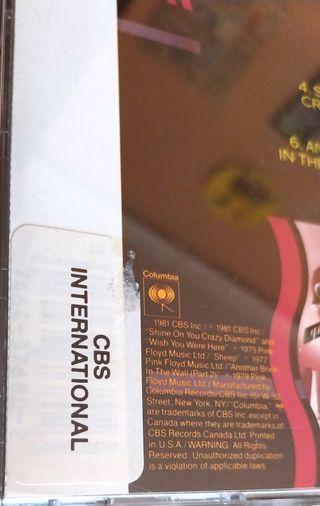 4. S
CR
6. AN
IN THE
CBS
INTERNATIONAL
Columbia
1981 CBS Inc./ ℗ 1981 CBS Inc./
"Shine On You Crazy Diamond" and
"Wish You Were Here" ℗ 1975 Pink
Floyd Music Ltd./"Sheep" ℗ 1977
Pink Floyd Music Ltd./"Another Brick
In The Wall (Part 2)" ℗ 1979 Pink
Floyd Music Ltd./Manufactured by
Columbia Records/CBS Inc./51 W. 52
Street, New York, NY/"Columbia,"
are trademarks of CBS Inc. except in
Canada where they are trademarks of
CBS Records Canada Ltd. Printed
in U.S.A./WARNING: All Rights
Reserved. Unauthorized duplication
is a violation of applicable laws.